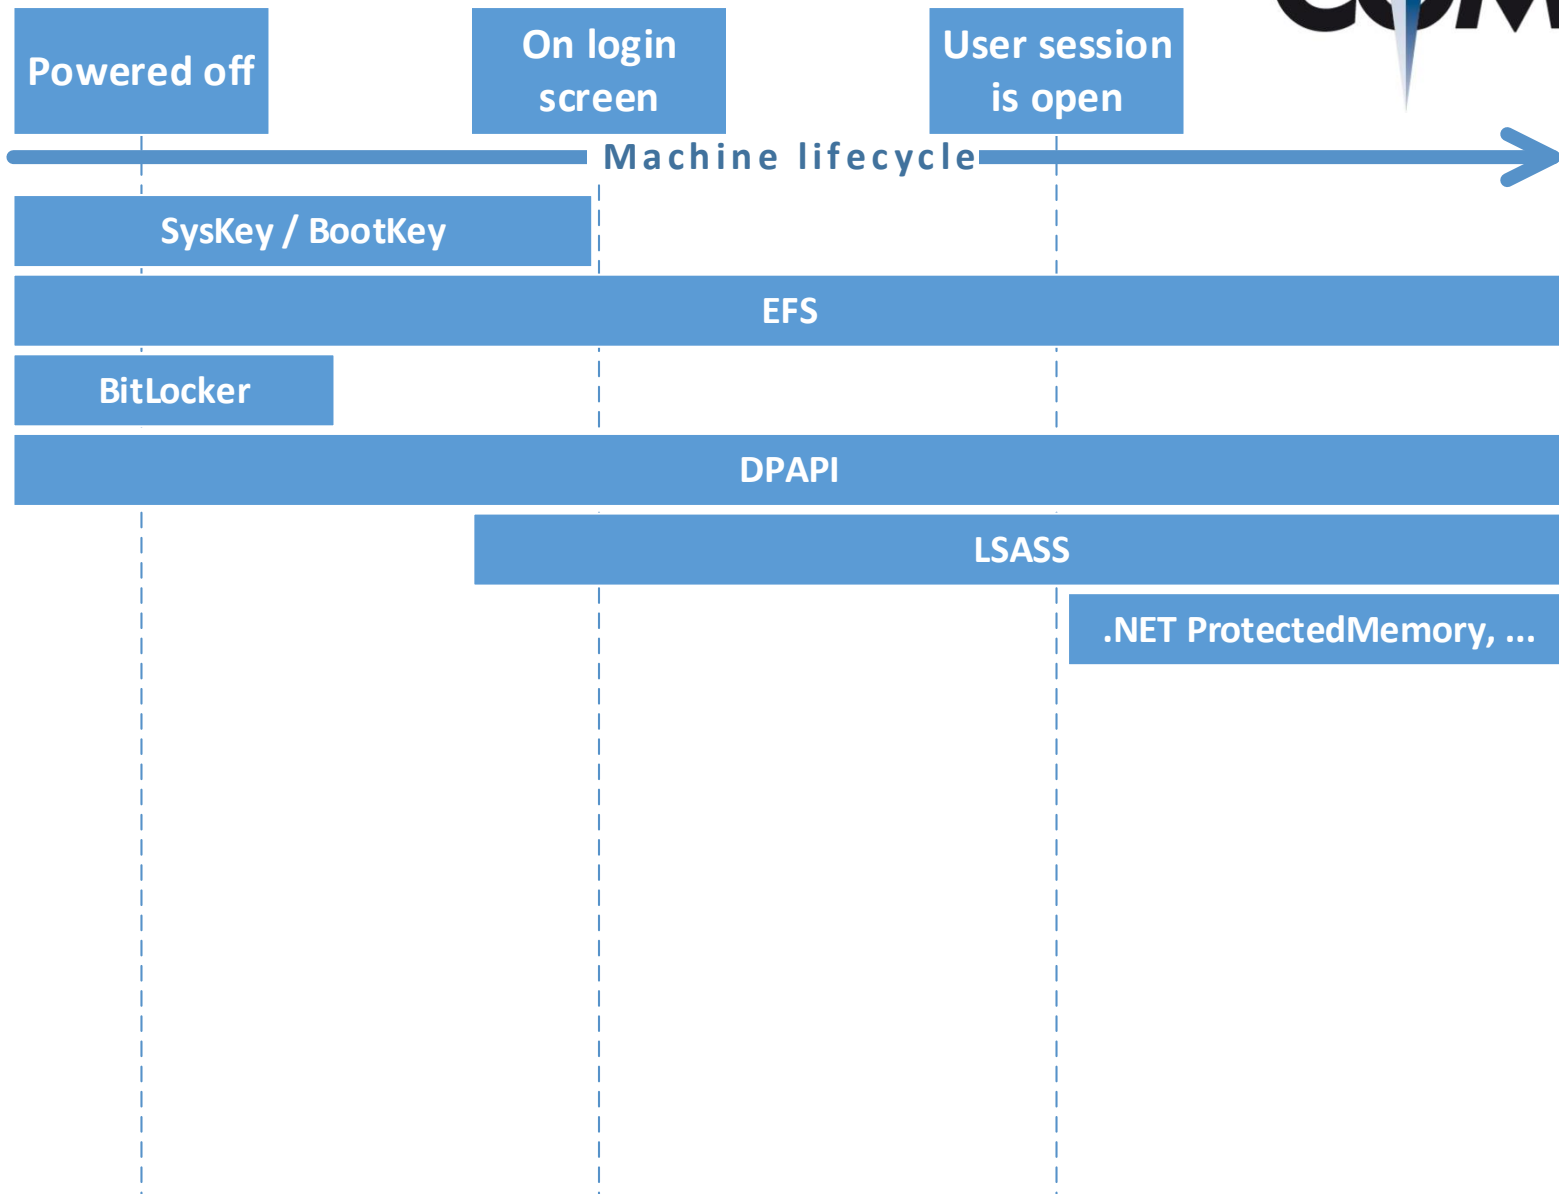 COM
Powered off
On login
screen
User session
is open
Machine lifecycle
SysKey / BootKey
EFS
BitLocker
DPAPI
LSASS
.NET ProtectedMemory, ...